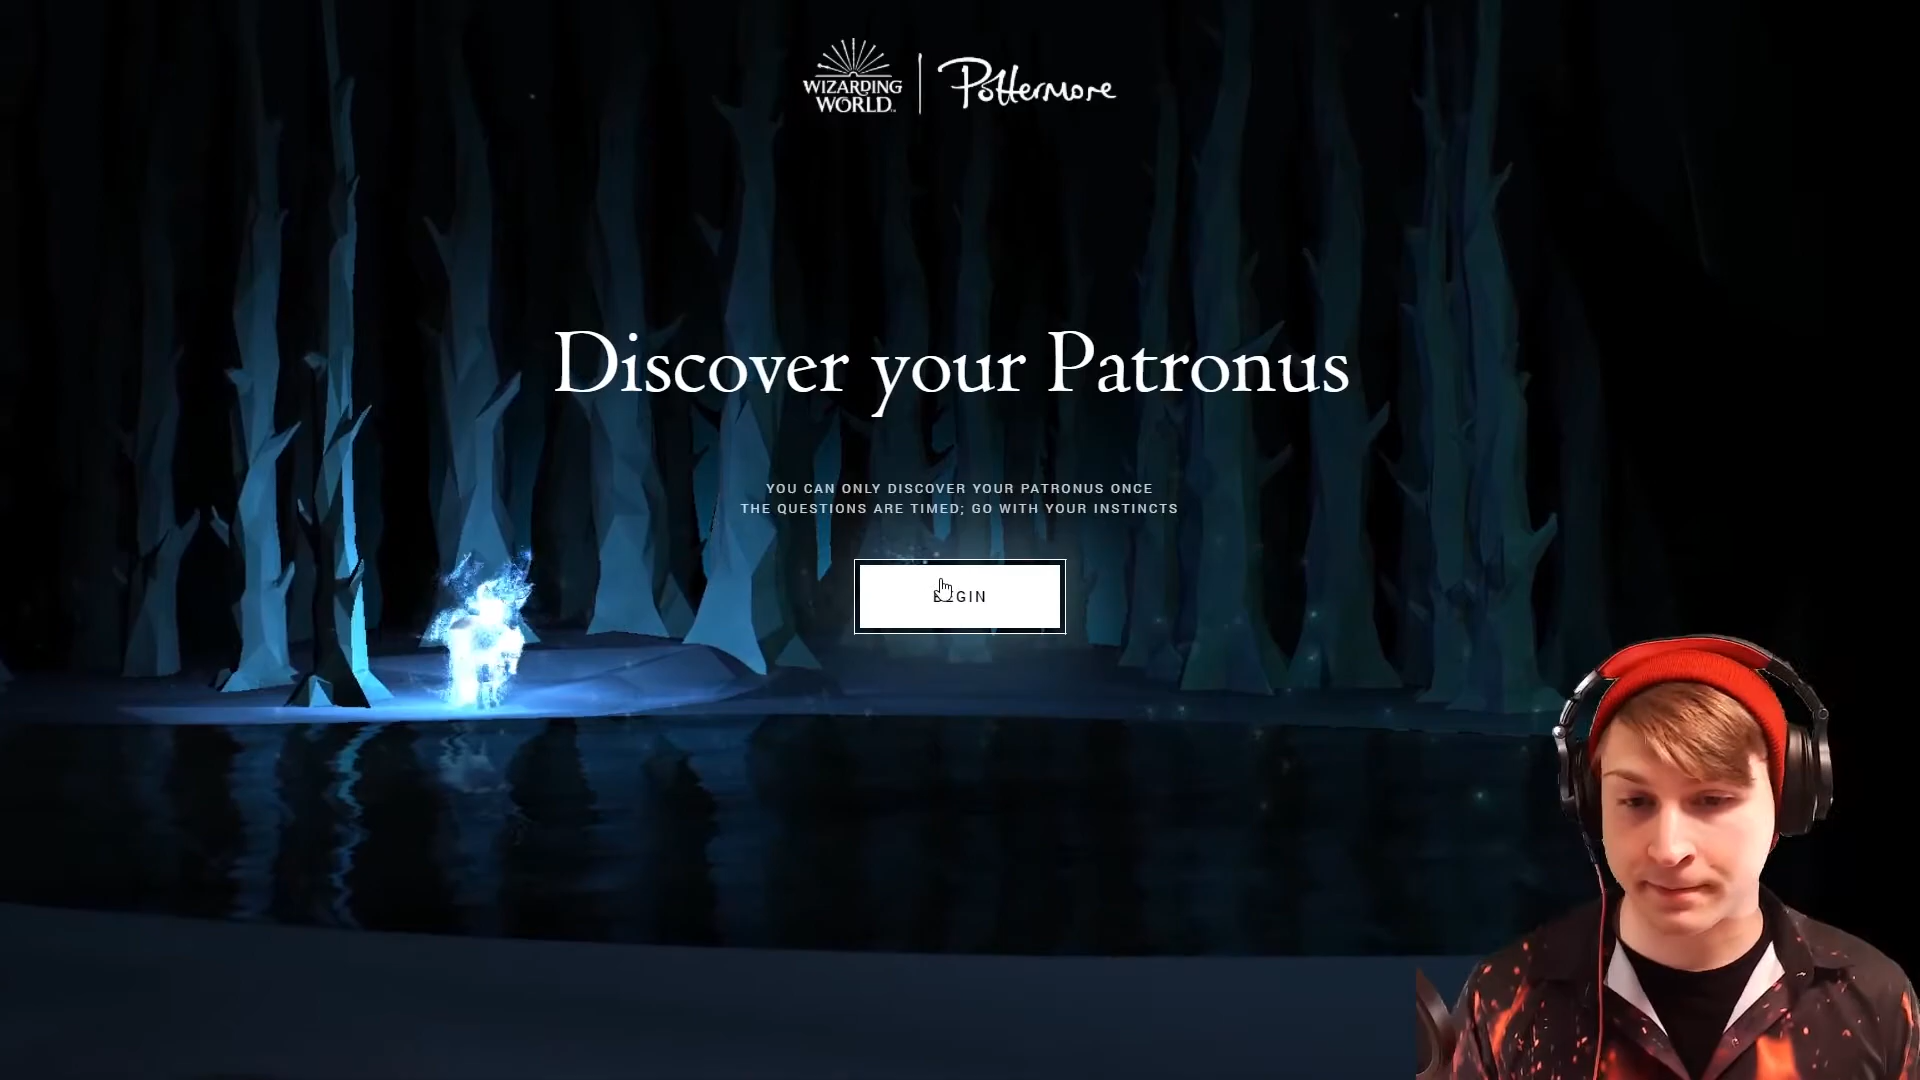 WIZARDING
WORLD
Pottermore
Discover your Patronus
YOU CAN ONLY DISCOVER YOUR PATRONUS ONCE
THE QUESTIONS ARE TIMED; GO WITH YOUR INSTINCTS
BEGIN